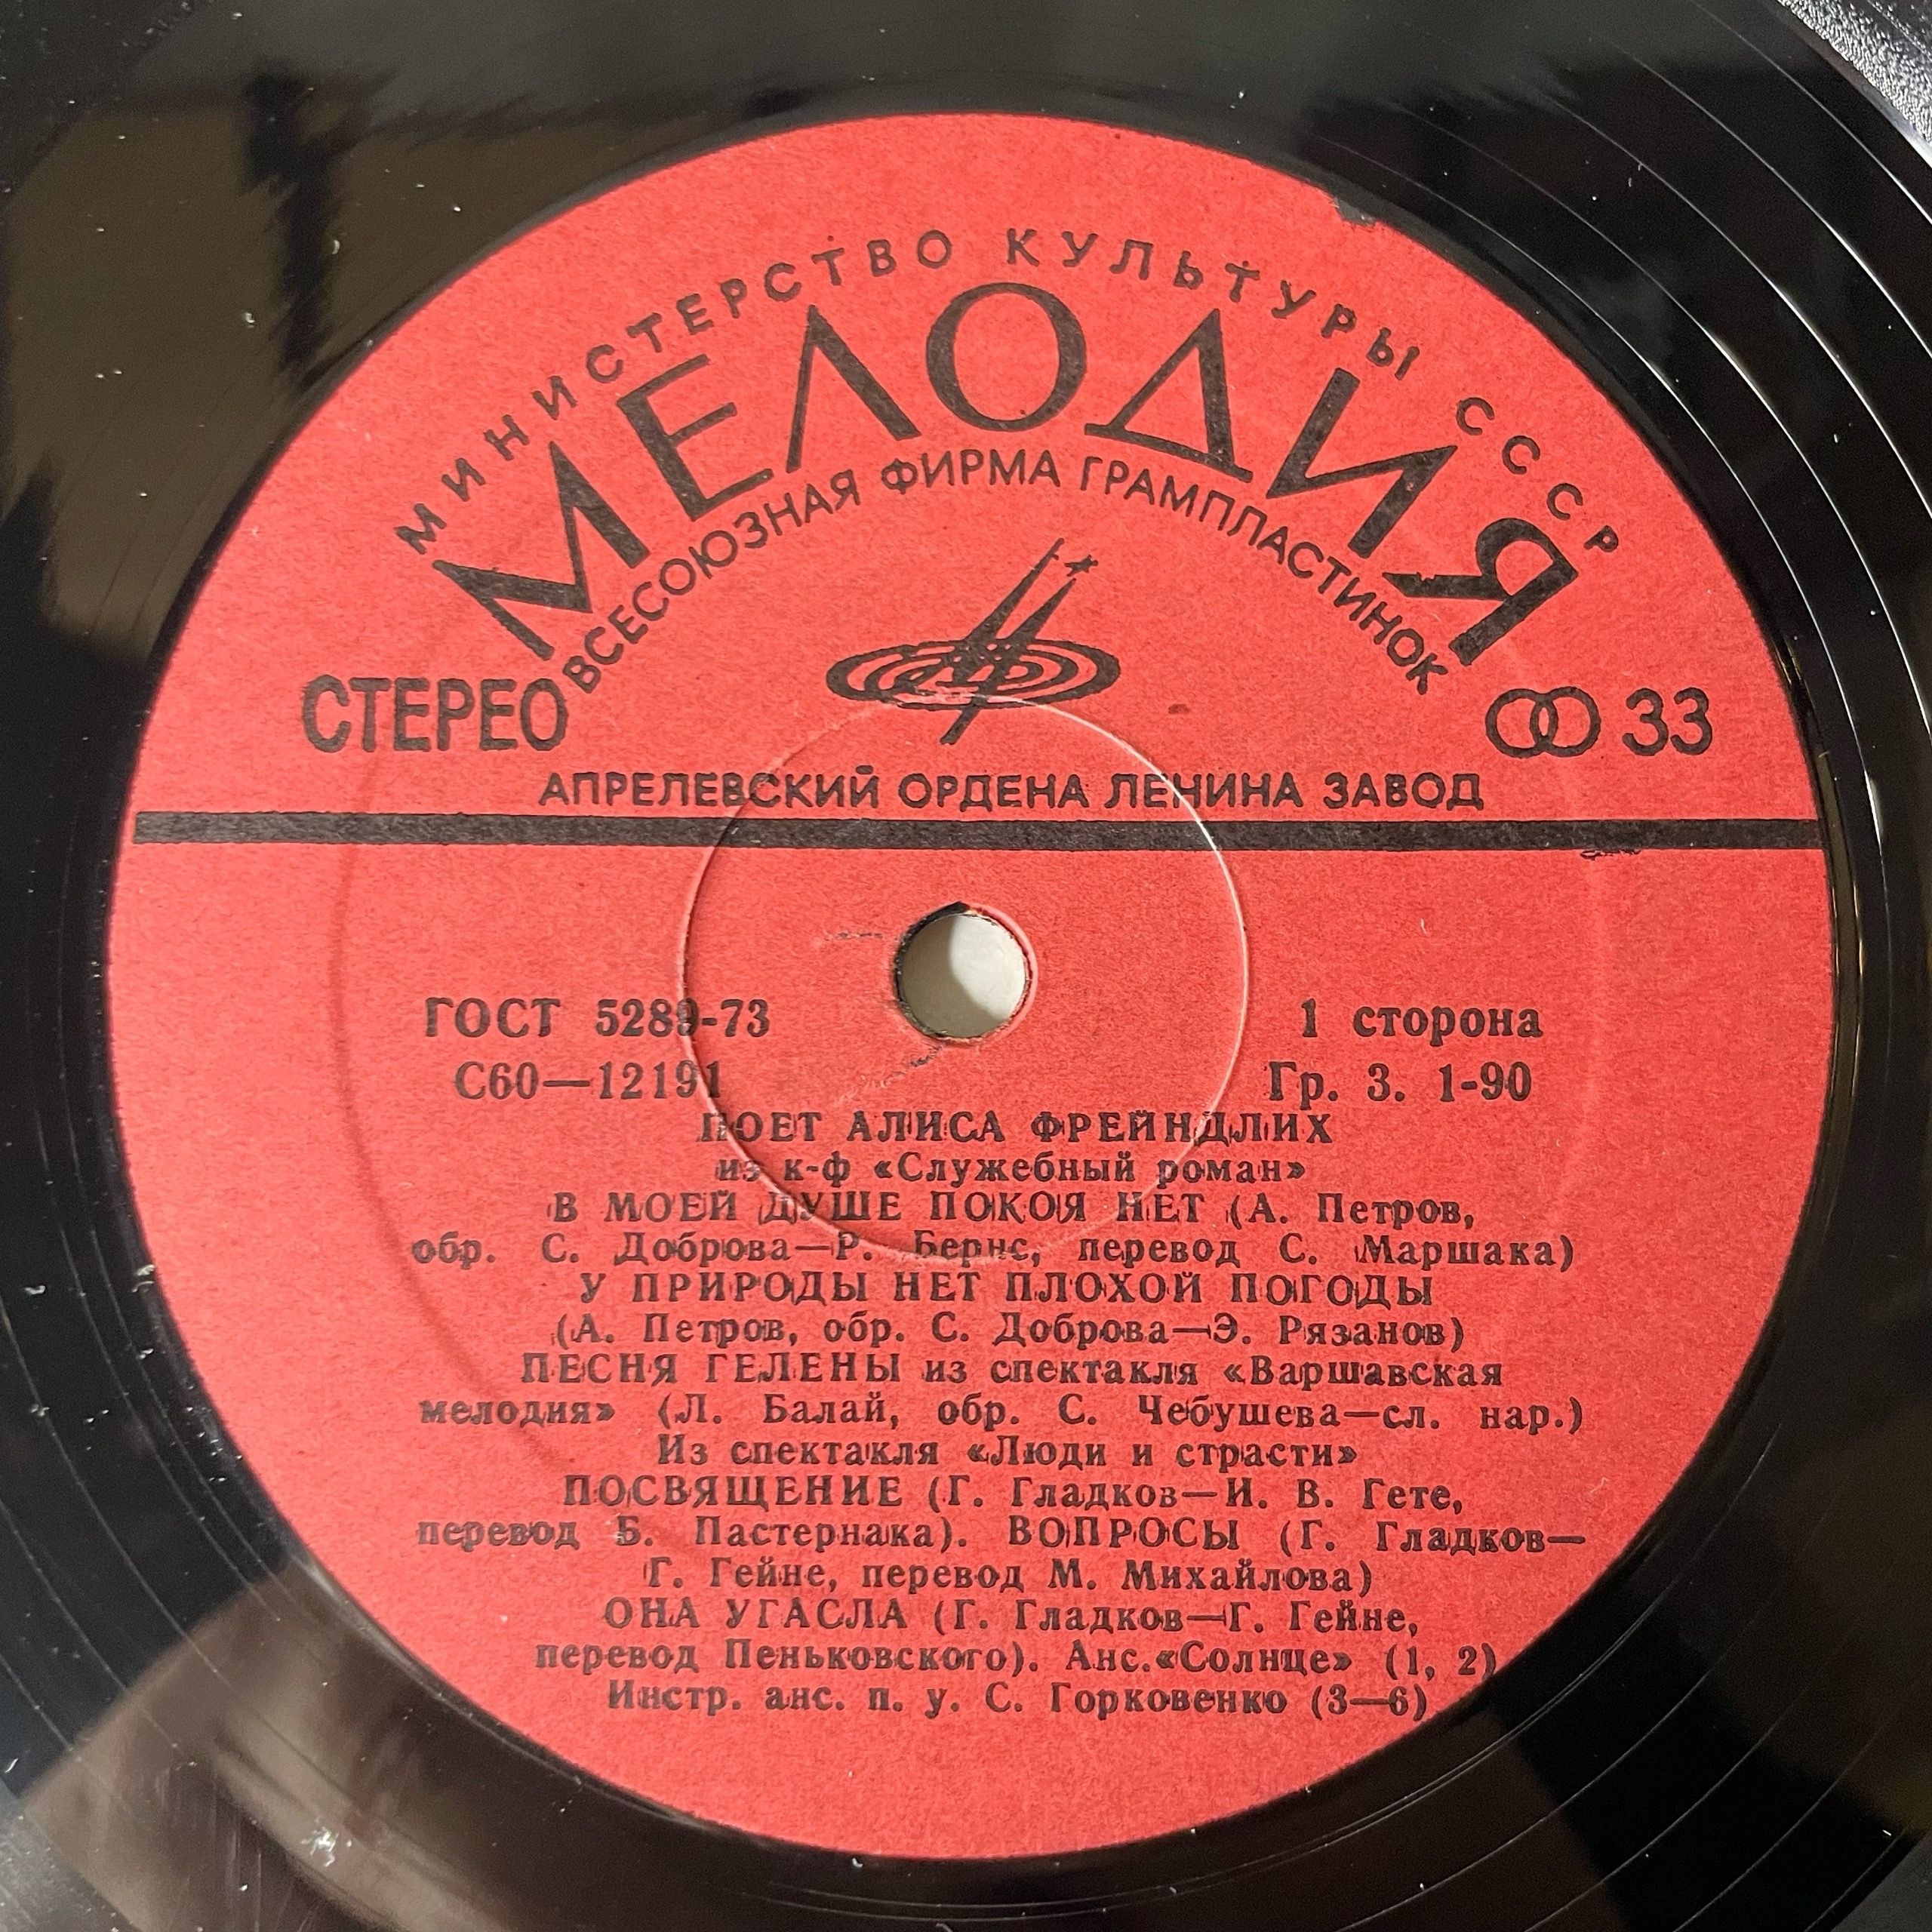 МИНИСТЕРСТВО КУЛЬТУРЫ СССР
МЕЛОДИЯ
ВСЕСОЮЗНАЯ ФИРМА ГРАМПЛАСТИНОК
СТЕРЕО
33
АПРЕЛЕВСКИЙ ОРДЕНА ЛЕНИНА ЗАВОД
ГОСТ 5289-73 1 сторона
С60—12191 Гр. 3. 1-90
ПОЕТ АЛИСА ФРЕЙНДЛИХ
из к-ф «Служебный роман»
В МОЕЙ ДУШЕ ПОКОЯ НЕТ (А. Петров,
обр. С. Доброва—Р. Бернс, перевод С. Маршака)
У ПРИРОДЫ НЕТ ПЛОХОЙ ПОГОДЫ
(А. Петров, обр. С. Доброва—Э. Рязанов)
ПЕСНЯ ГЕЛЕНЫ из спектакля «Варшавская
мелодия» (Л. Балай, обр. С. Чебушева—сл. нар.)
Из спектакля «Люди и страсти»
ПОСВЯЩЕНИЕ (Г. Гладков—И. В. Гете,
перевод Б. Пастернака). ВОПРОСЫ (Г. Гладков—
Г. Гейне, перевод М. Михайлова)
ОНА УГАСЛА (Г. Гладков—Г. Гейне,
перевод Пеньковского). Анс.«Солнце» (1, 2)
Инстр. анс. п. у. С. Горковенко (3—6)